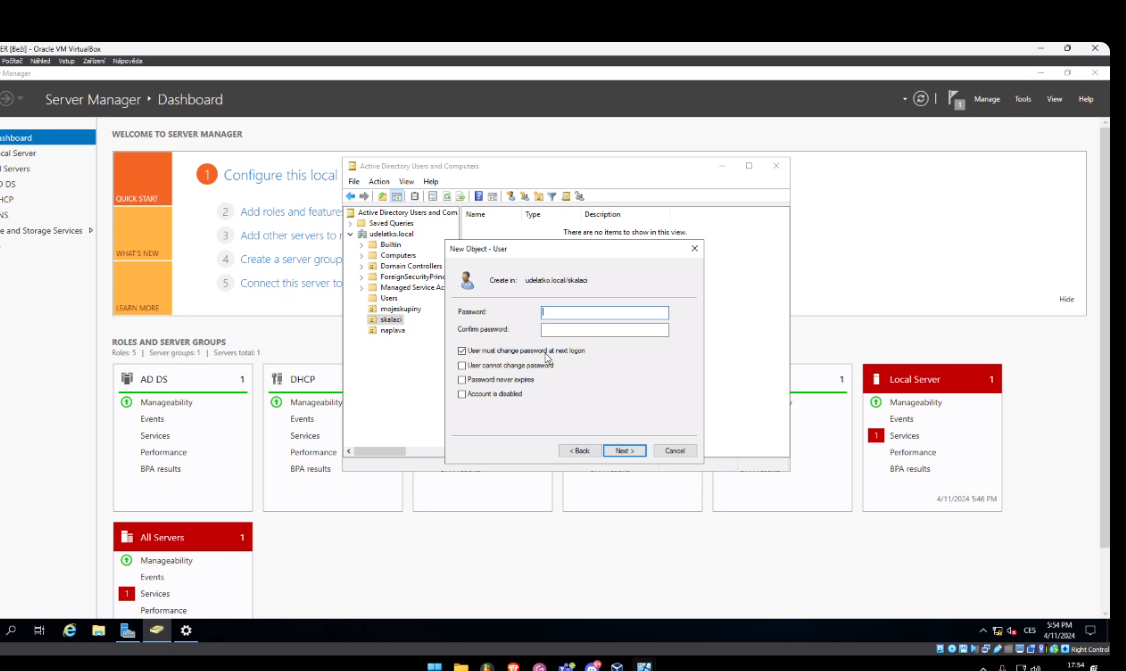 ER [Beží] - Oracle VM VirtualBox
Počítač Náhled Vstup Zařízení Nápověda
Manager
Server Manager ‣ Dashboard
1
Manage Tools View Help
ashboard
cal Server
l Servers
D DS
HCP
NS
e and Storage Services
WELCOME TO SERVER MANAGER
QUICK START
WHAT'S NEW
LEARN MORE
1 Configure this local
2 Add roles and feature
3 Add other servers to r
4 Create a server group
5 Connect this server to
Hide
Active Directory Users and Computers
File Action View Help
Active Directory Users and Com
Saved Queries
udelatko.local
Builtin
Computers
Domain Controllers
ForeignSecurityPrinc
Managed Service Ac
Users
mojeskupiny
skalaci
naplava
Name Type Description
There are no items to show in this view.
New Object - User
Create in: udelatko.local/skalaci
Password:
Confirm password:
User must change password at next logon
User cannot change password
Password never expires
Account is disabled
< Back Next > Cancel
ROLES AND SERVER GROUPS
Roles: 5 | Server groups: 1 | Servers total: 1
AD DS 1
Manageability
Events
Services
Performance
BPA results
DHCP
Manageability
Events
Services
Performance
BPA results
1
Local Server 1
Manageability
Events
1 Services
Performance
BPA results
4/11/2024 5:46 PM
All Servers 1
Manageability
Events
1 Services
Performance
CES
5:54 PM
4/11/2024
Right Control
17:54